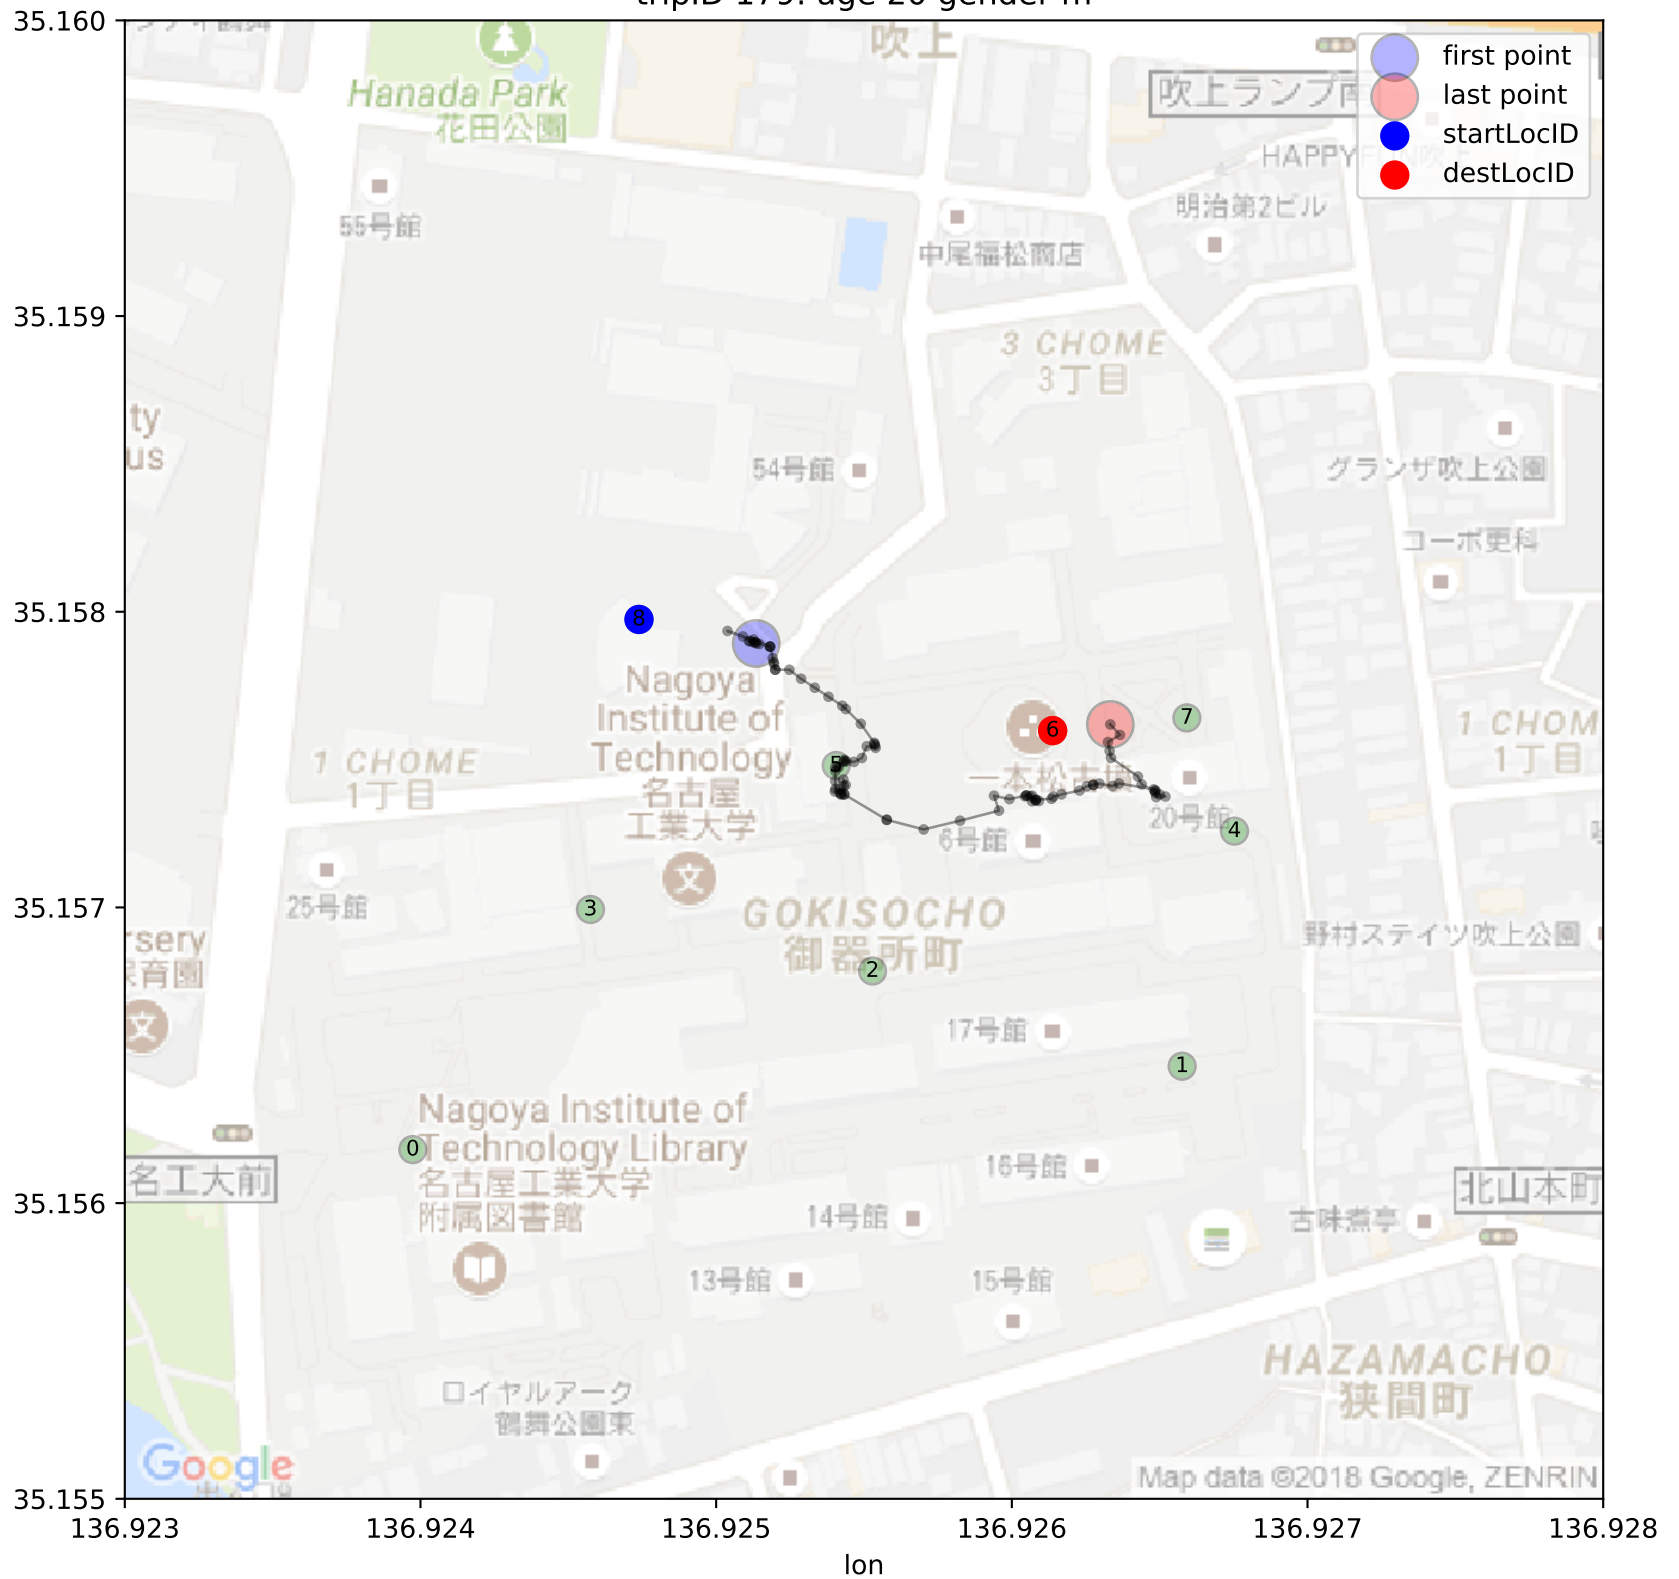 35.160
吹上
first point
Hanada Park
花田公園
吹上ランプ
last point
startLocID
destLocID
明治第2ビル
55号館
中尾福松商店
35.159
3 CHOME
3丁目
ty
us
54号館
グランザ吹上公園
コーポ更科
35.158
8
Nagoya
Institute of
Technology
名古屋
工業大学
6
7
5
一本松古
1 CHOME
1丁目
1 CHOM
1丁目
20号館
4
6号館
35.157
25号館
3
GOKISOCHO
御器所町
2
野村ステイツ吹上公園
rsery
保育園
17号館
1
Nagoya Institute of
Technology Library
名古屋工業大学
附属図書館
0
名工大前
16号館
北山本町
35.156
14号館
古味煮亭
13号館
15号館
HAZAMACHO
狭間町
ロイヤルアーク
鶴舞公園東
Google
Map data ©2018 Google, ZENRIN
35.155
136.923
136.924
136.925
136.926
136.927
136.928
lon